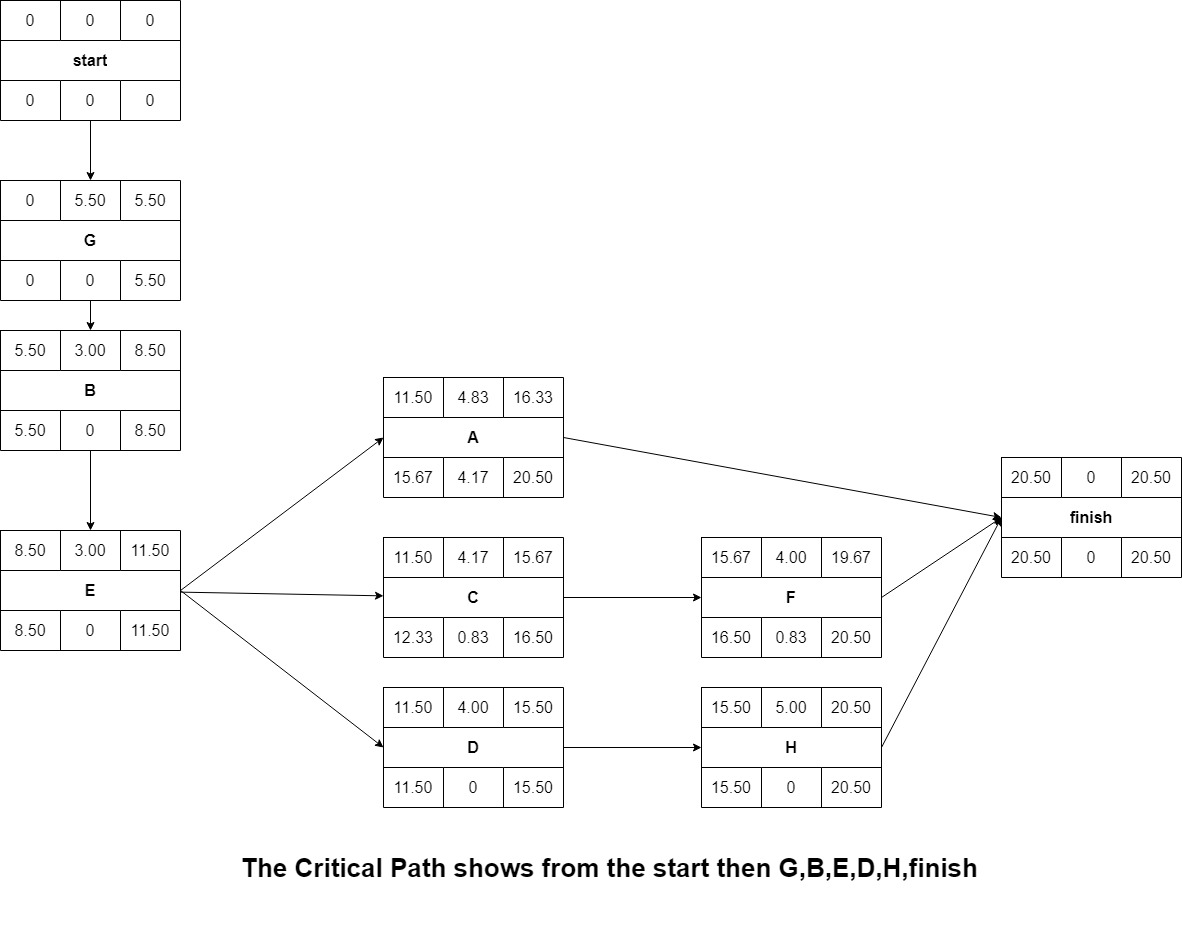 0 0 0
start
0 0 0
0 5.50 5.50
G
0 0 5.50
5.50 3.00 8.50
B
5.50 0 8.50
8.50 3.00 11.50
E
8.50 0 11.50
11.50 4.83 16.33
A
15.67 4.17 20.50
11.50 4.17 15.67
C
12.33 0.83 16.50
11.50 4.00 15.50
D
11.50 0 15.50
15.67 4.00 19.67
F
16.50 0.83 20.50
15.50 5.00 20.50
H
15.50 0 20.50
20.50 0 20.50
finish
20.50 0 20.50
The Critical Path shows from the start then G,B,E,D,H,finish